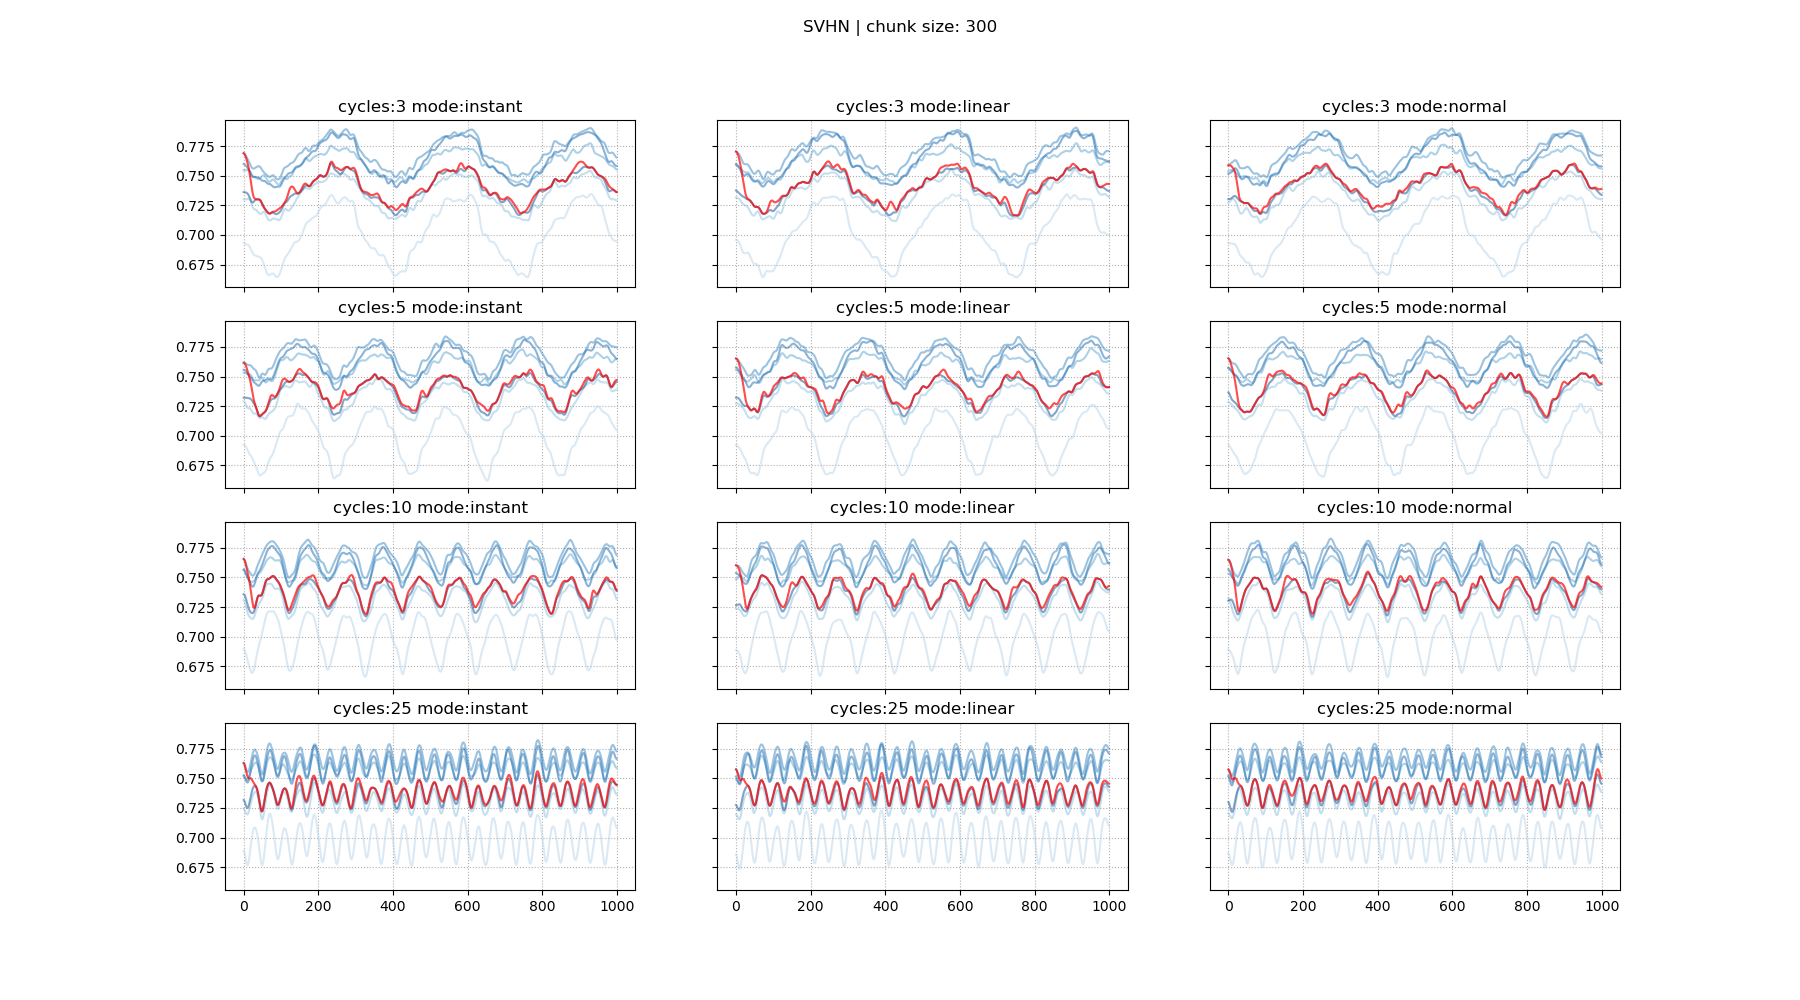 SVHN | chunk size: 300
cycles:3 mode:instant
cycles:3 mode:linear
cycles:3 mode:normal
0.775
0.750
0.725
0.700
0.675
cycles:5 mode:instant
cycles:5 mode:linear
cycles:5 mode:normal
0.775
0.750
0.725
0.700
0.675
cycles:10 mode:instant
cycles:10 mode:linear
cycles:10 mode:normal
0.775
0.750
0.725
0.700
0.675
cycles:25 mode:instant
cycles:25 mode:linear
cycles:25 mode:normal
0.775
0.750
0.725
0.700
0.675
0 200 400 600 800 1000
0 200 400 600 800 1000
0 200 400 600 800 1000